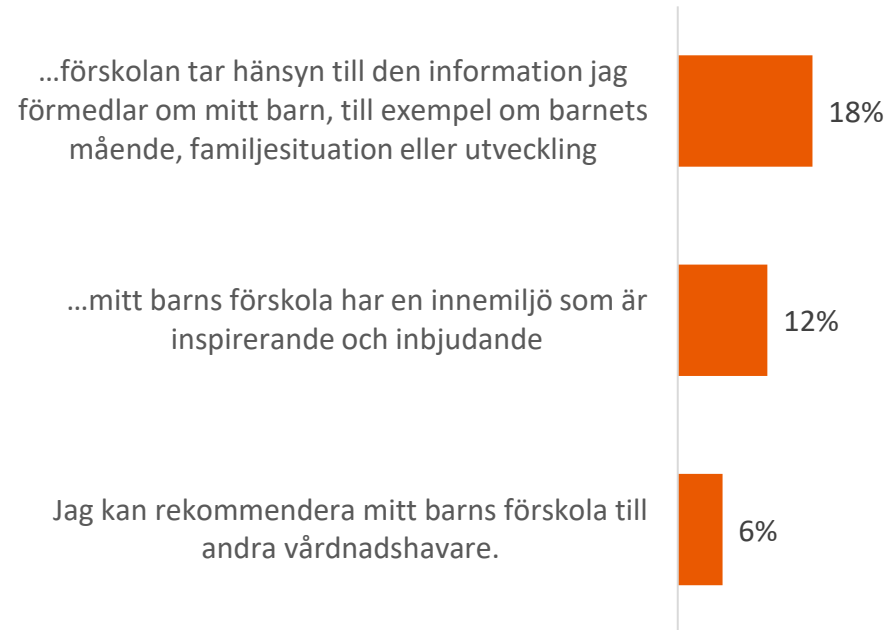 …förskolan tar hänsyn till den information jag
förmedlar om mitt barn, till exempel om barnets
mående, familjesituation eller utveckling
18%
…mitt barns förskola har en innemiljö som är
inspirerande och inbjudande
12%
Jag kan rekommendera mitt barns förskola till
andra vårdnadshavare.
6%